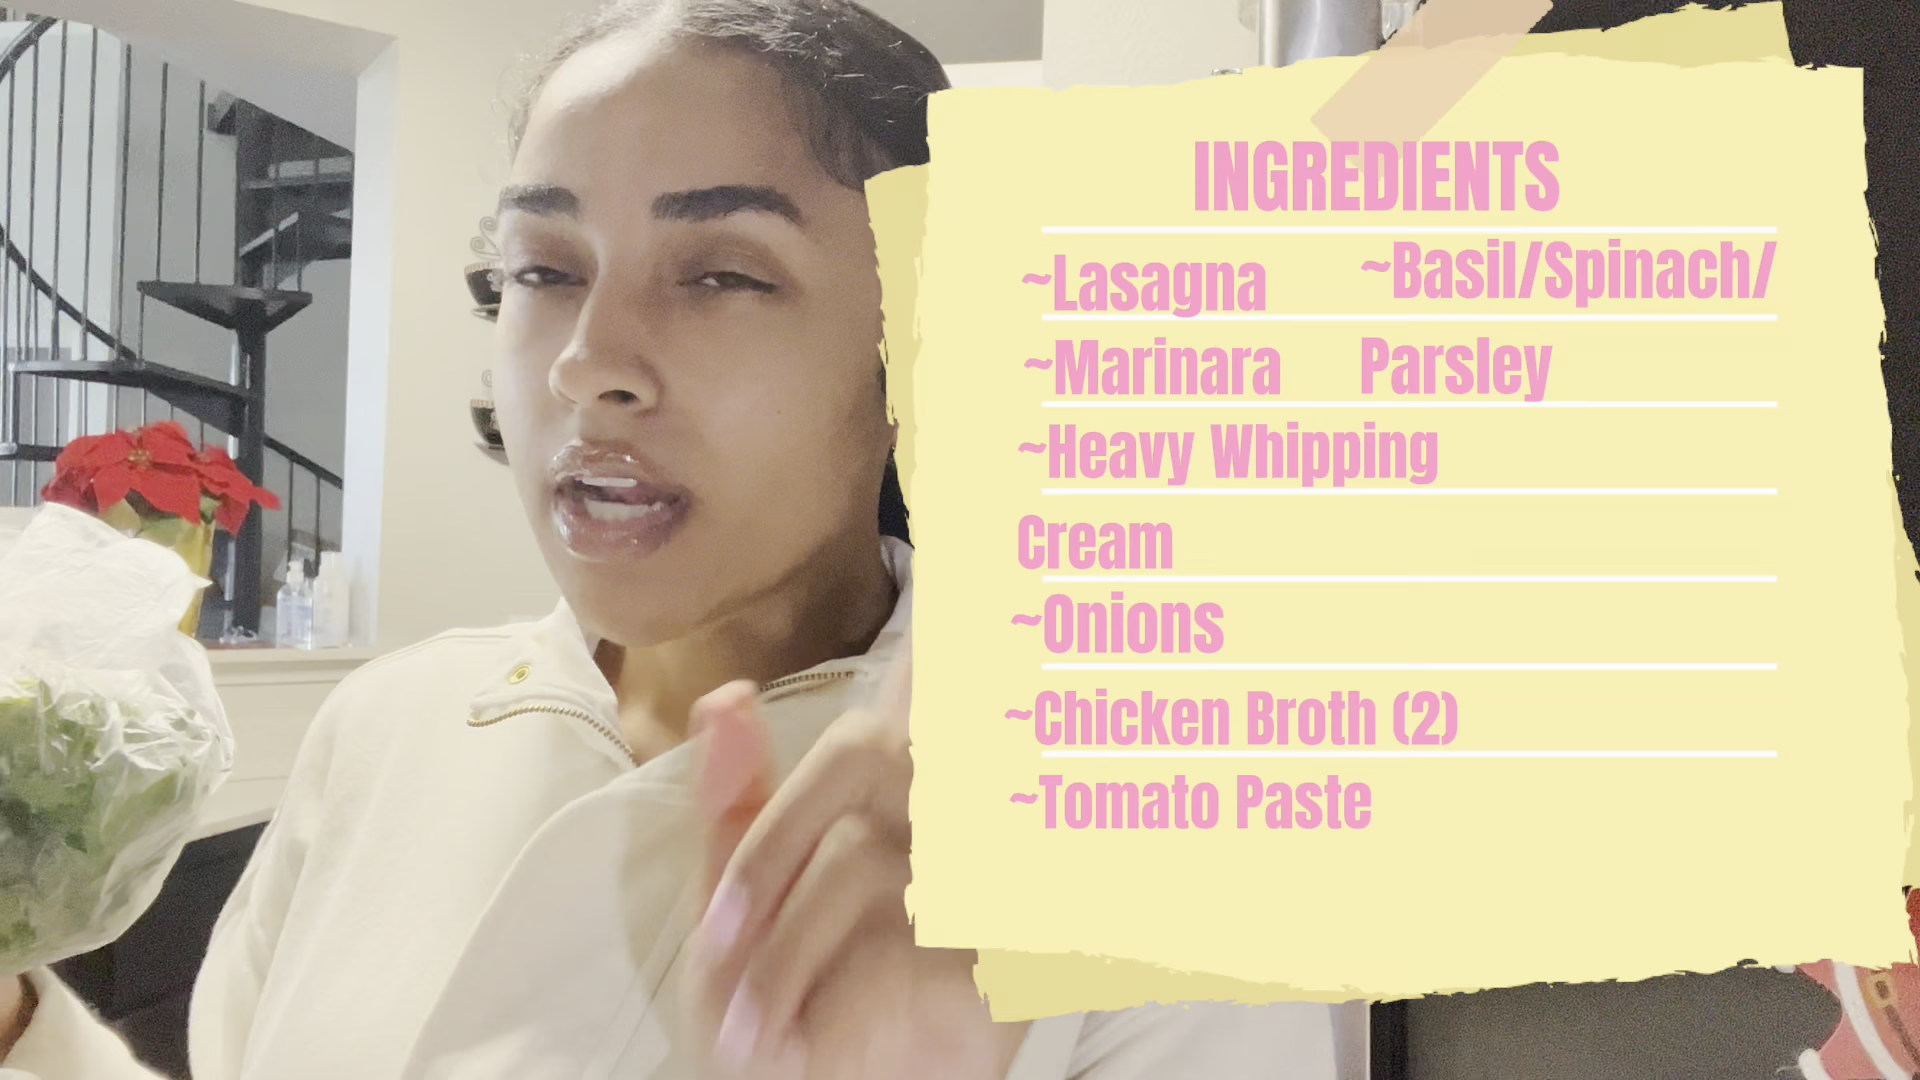 INGREDIENTS
~Lasagna
~Marinara
~Heavy Whipping
Cream
~Onions
~Chicken Broth (2)
~Tomato Paste
~Basil/Spinach/
Parsley